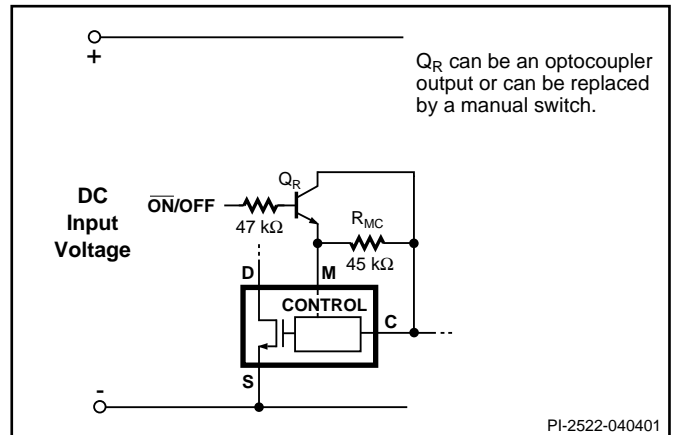 +
Q_R can be an optocoupler
output or can be replaced
by a manual switch.
Q_R
DC
Input
Voltage
O̅N̅/OFF
47 kΩ
R_MC
45 kΩ
D
M
CONTROL
C
S
-
PI-2522-040401